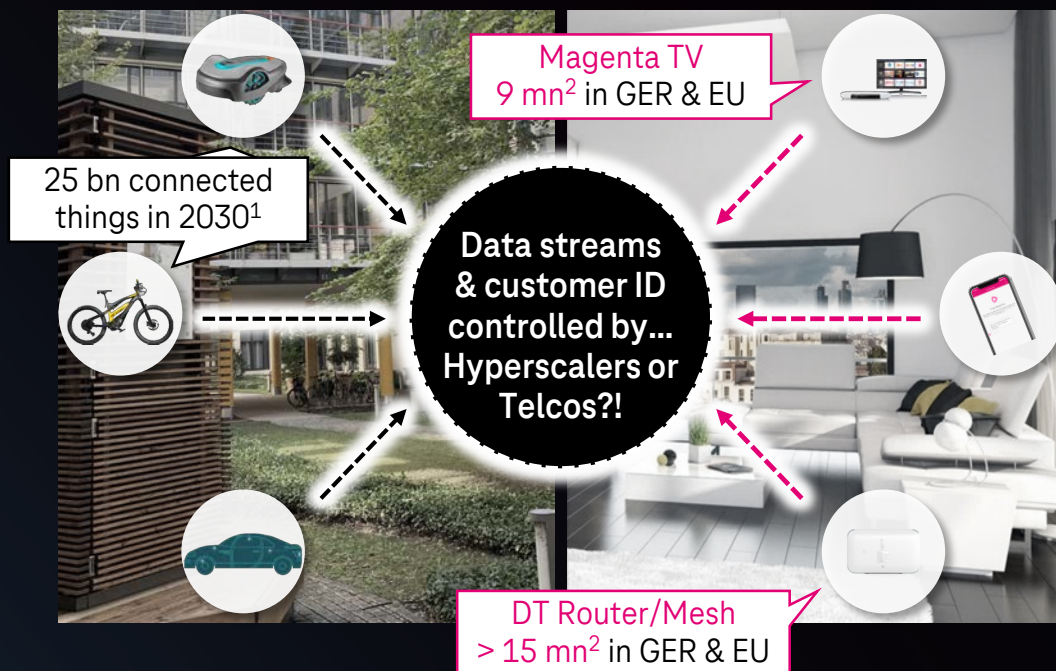 Magenta TV
9 mn² in GER & EU
25 bn connected
things in 2030¹
Data streams
& customer ID
controlled by...
Hyperscalers or
Telcos?!
DT Router/Mesh
> 15 mn² in GER & EU